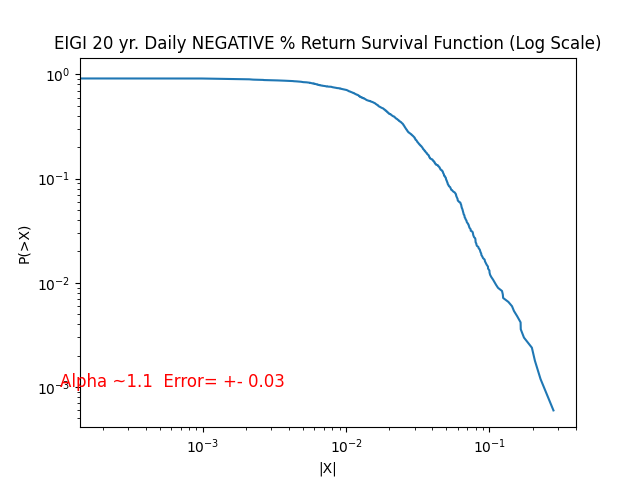 EIGI 20 yr. Daily NEGATIVE % Return Survival Function (Log Scale)
10⁰
10⁻¹
P(>X)
10⁻²
10⁻³
Alpha ~1.1  Error= +- 0.03
10⁻³ 10⁻² 10⁻¹
|X|